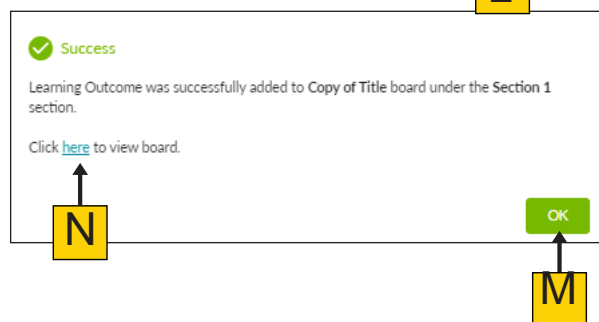 Success
Learning Outcome was successfully added to Copy of Title board under the Section 1
section.
Click here to view board.
N
OK
M